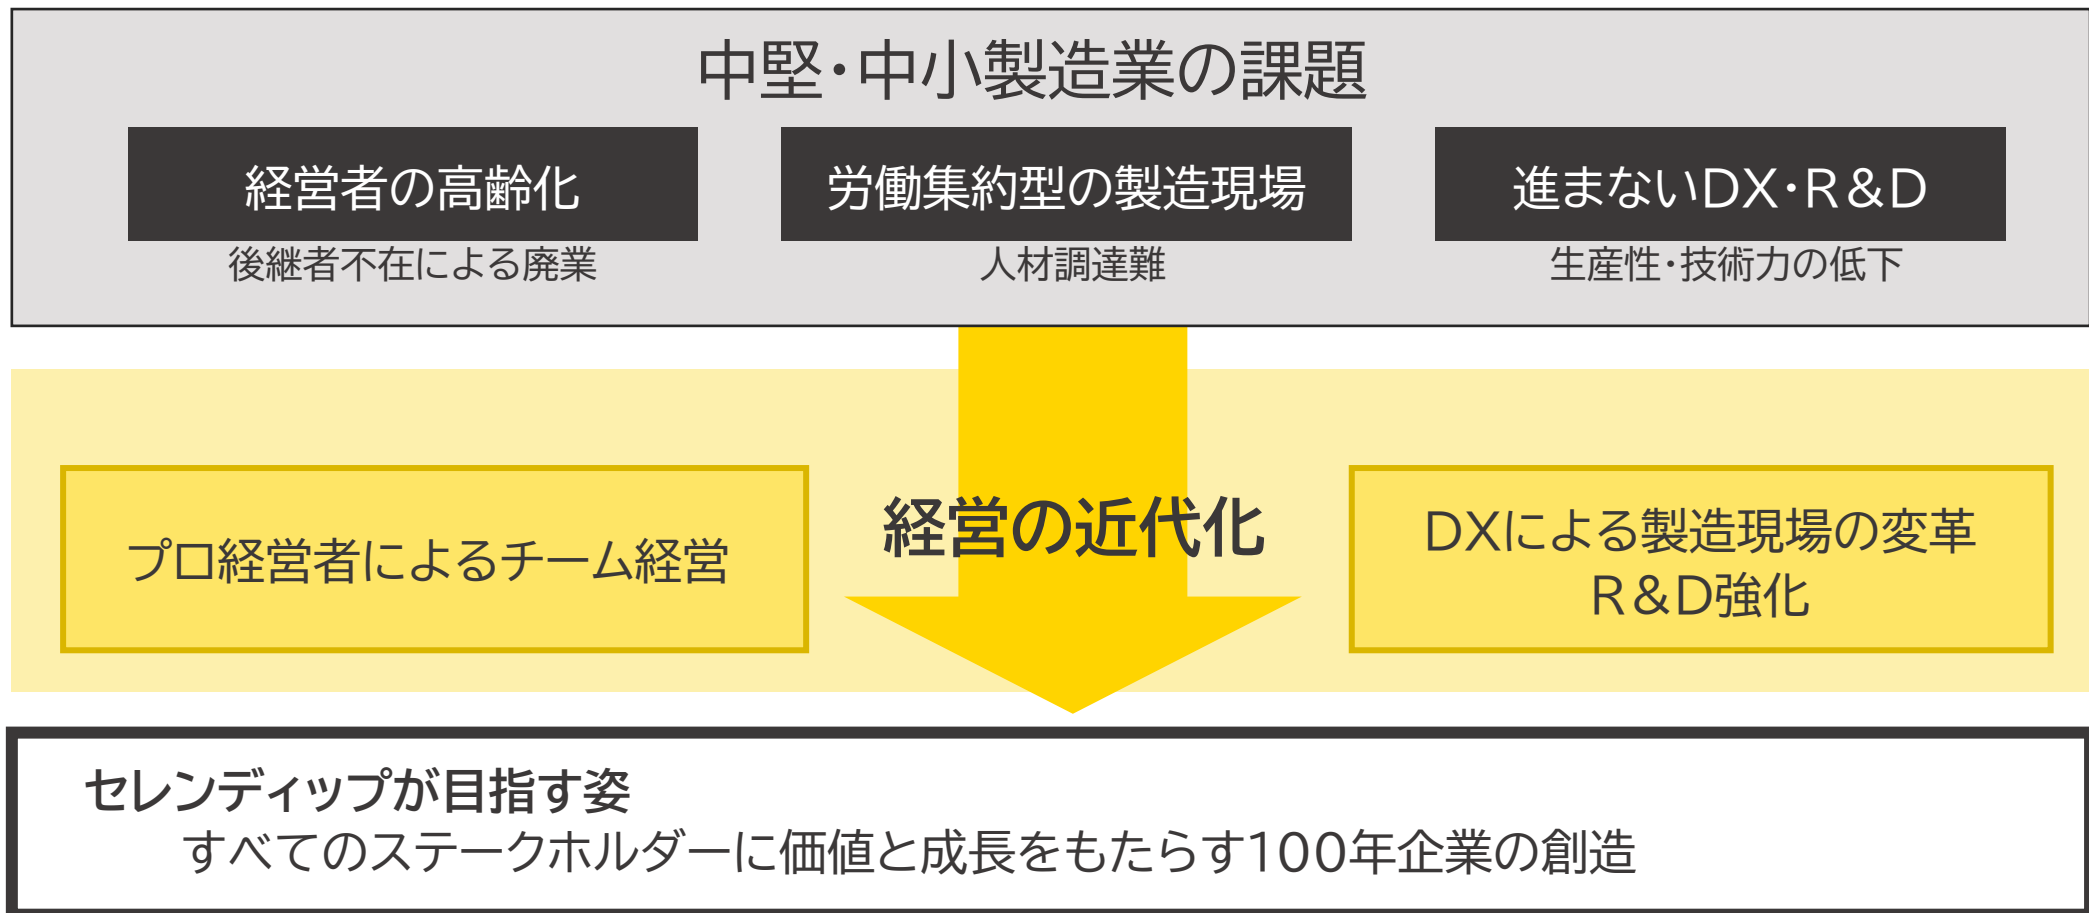 中堅・中小製造業の課題
経営者の高齢化
労働集約型の製造現場
進まないDX・R&D
後継者不在による廃業
人材調達難
生産性・技術力の低下
プロ経営者によるチーム経営
経営の近代化
DXによる製造現場の変革
R&D強化
セレンディップが目指す姿
すべてのステークホルダーに価値と成長をもたらす100年企業の創造